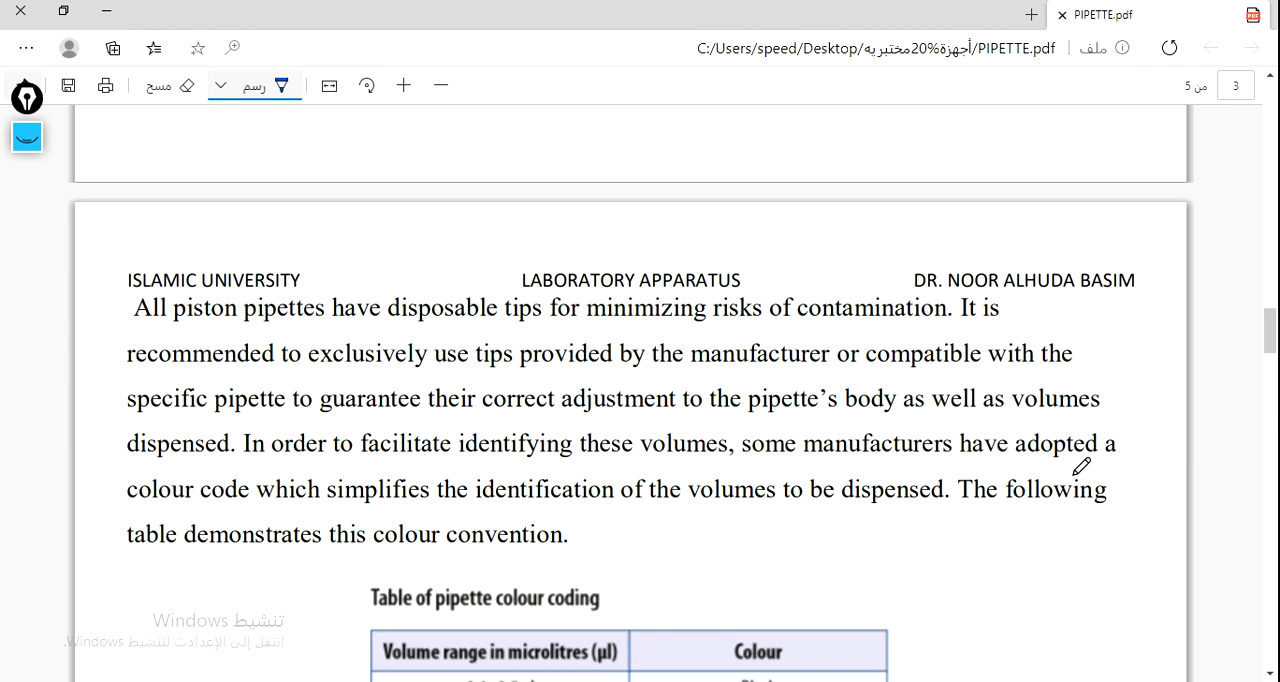 PIPETTE.pdf
C:/Users/speed/Desktop/أجهزة%20مختبريه/PIPETTE.pdf
ملف
مسح
رسم
3
من 5
ISLAMIC UNIVERSITY LABORATORY APPARATUS DR. NOOR ALHUDA BASIM
All piston pipettes have disposable tips for minimizing risks of contamination. It is
recommended to exclusively use tips provided by the manufacturer or compatible with the
specific pipette to guarantee their correct adjustment to the pipette's body as well as volumes
dispensed. In order to facilitate identifying these volumes, some manufacturers have adopted a
colour code which simplifies the identification of the volumes to be dispensed. The following
table demonstrates this colour convention.
Table of pipette colour coding
Volume range in microlitres (µl) Colour
تنشيط Windows
انتقل إلى الإعدادت لتنشيط Windows.